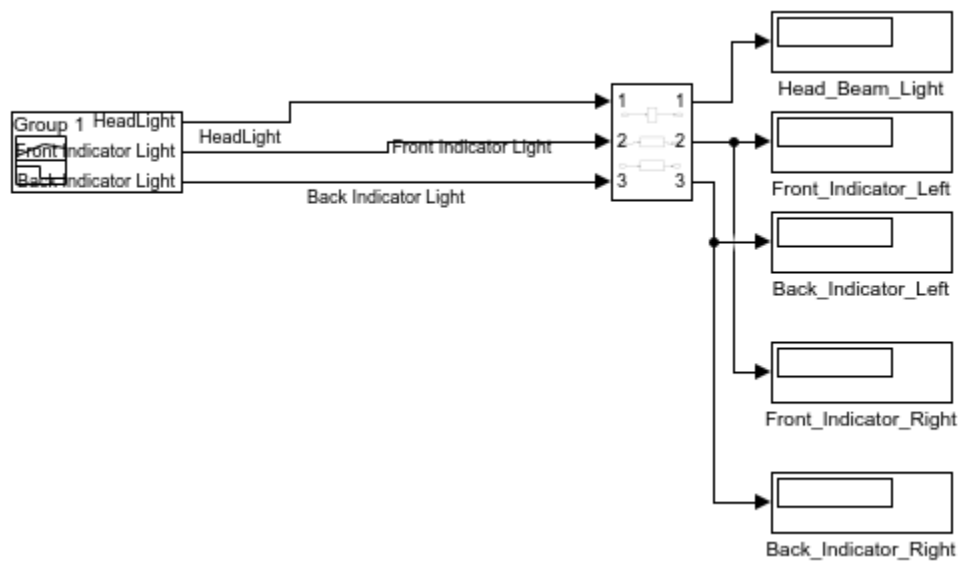 Group 1
HeadLight
Front Indicator Light
Back Indicator Light
HeadLight
Front Indicator Light
Back Indicator Light
1 1
2 2
3 3
Head_Beam_Light
Front_Indicator_Left
Back_Indicator_Left
Front_Indicator_Right
Back_Indicator_Right